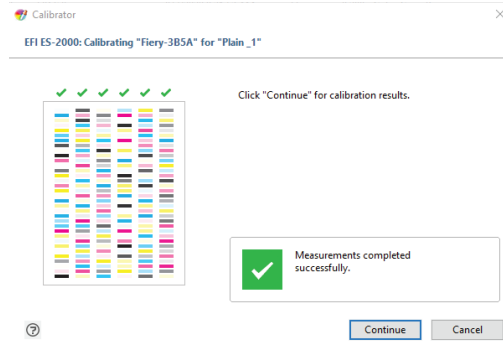 Calibrator
EFI ES-2000: Calibrating "Fiery-3B5A" for "Plain _1"
Click "Continue" for calibration results.
Measurements completed
successfully.
Continue
Cancel